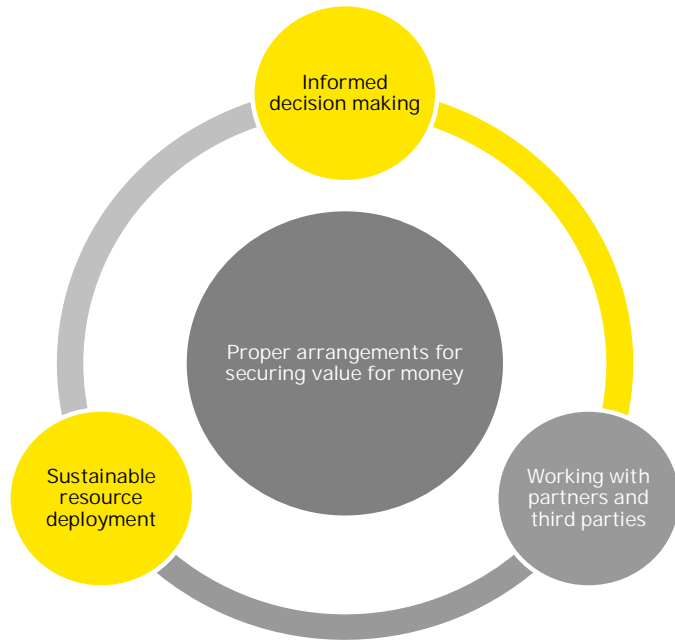 Informed
decision making
Proper arrangements for
securing value for money
Sustainable
resource
deployment
Working with
partners and
third parties